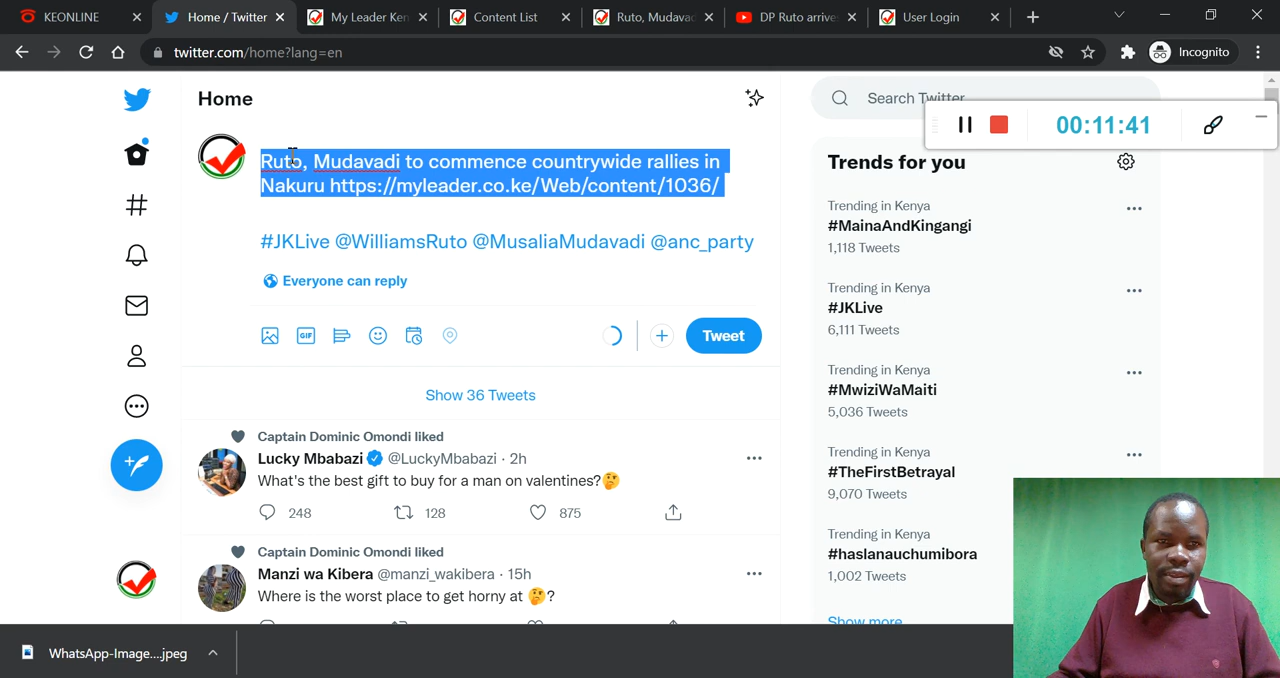 KEONLINE
Home / Twitter
My Leader Ken
Content List
Ruto, Mudavad
DP Ruto arrive
User Login
twitter.com/home?lang=en
Incognito
Home
Search Twitter
00:11:41
Ruto, Mudavadi to commence countrywide rallies in
Nakuru https://myleader.co.ke/Web/content/1036/
#JKLive @WilliamsRuto @MusaliaMudavadi @anc_party
Everyone can reply
GIF
Tweet
Show 36 Tweets
Captain Dominic Omondi liked
Lucky Mbabazi @LuckyMbabazi · 2h
What's the best gift to buy for a man on valentines?🤔
248 128 875
Captain Dominic Omondi liked
Manzi wa Kibera @manzi_wakibera · 15h
Where is the worst place to get horny at 🤔?
Trends for you
Trending in Kenya
#MainaAndKingangi
1,118 Tweets
Trending in Kenya
#JKLive
6,111 Tweets
Trending in Kenya
#MwiziWaMaiti
5,036 Tweets
Trending in Kenya
#TheFirstBetrayal
9,070 Tweets
Trending in Kenya
#haslanauchumibora
1,002 Tweets
Show more
WhatsApp-Image....jpeg